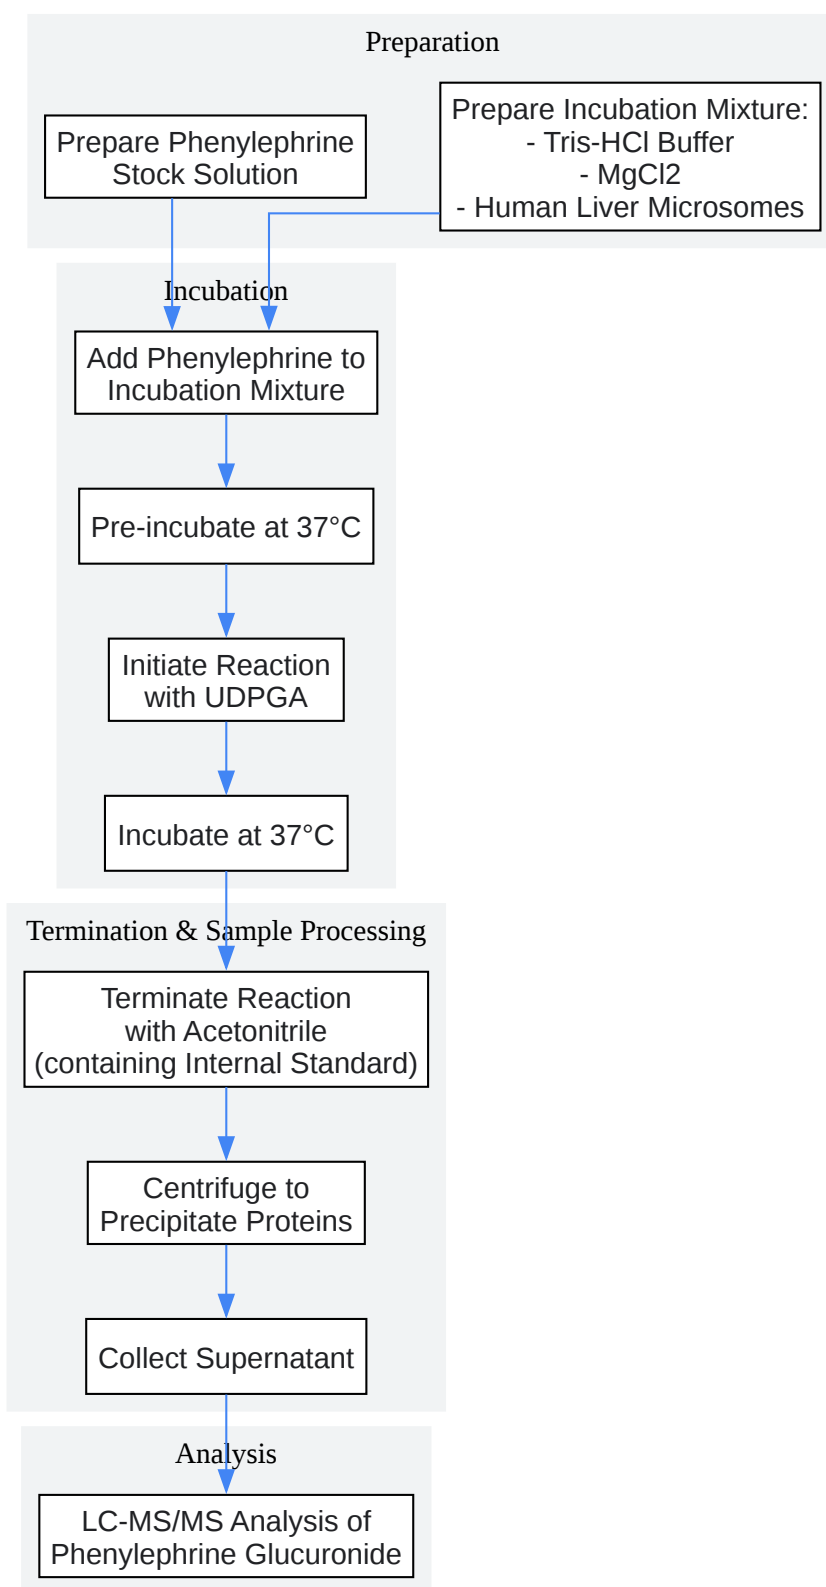 Preparation
Prepare Phenylephrine
Stock Solution
Prepare Incubation Mixture:
- Tris-HCl Buffer
- MgCl2
- Human Liver Microsomes
Incubation
Add Phenylephrine to
Incubation Mixture
Pre-incubate at 37°C
Initiate Reaction
with UDPGA
Incubate at 37°C
Termination & Sample Processing
Terminate Reaction
with Acetonitrile
(containing Internal Standard)
Centrifuge to
Precipitate Proteins
Collect Supernatant
Analysis
LC-MS/MS Analysis of
Phenylephrine Glucuronide